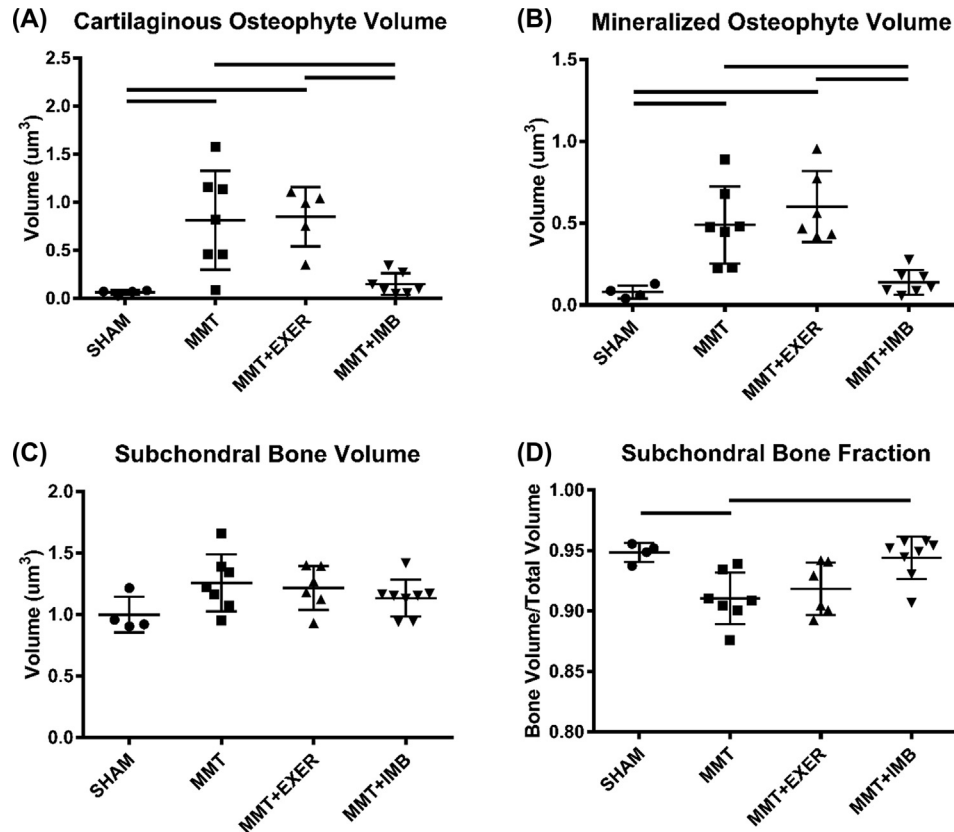 (A) Cartilaginous Osteophyte Volume
Volume (um³)
2.5
2.0
1.5
1.0
0.5
0.0
SHAM
MMT
MMT+EXER
MMT+IMB
(B) Mineralized Osteophyte Volume
Volume (um³)
1.5
1.0
0.5
0.0
SHAM
MMT
MMT+EXER
MMT+IMB
(C) Subchondral Bone Volume
Volume (um³)
2.0
1.5
1.0
0.5
0.0
SHAM
MMT
MMT+EXER
MMT+IMB
(D) Subchondral Bone Fraction
Bone Volume/Total Volume
1.00
0.95
0.90
0.85
0.80
SHAM
MMT
MMT+EXER
MMT+IMB